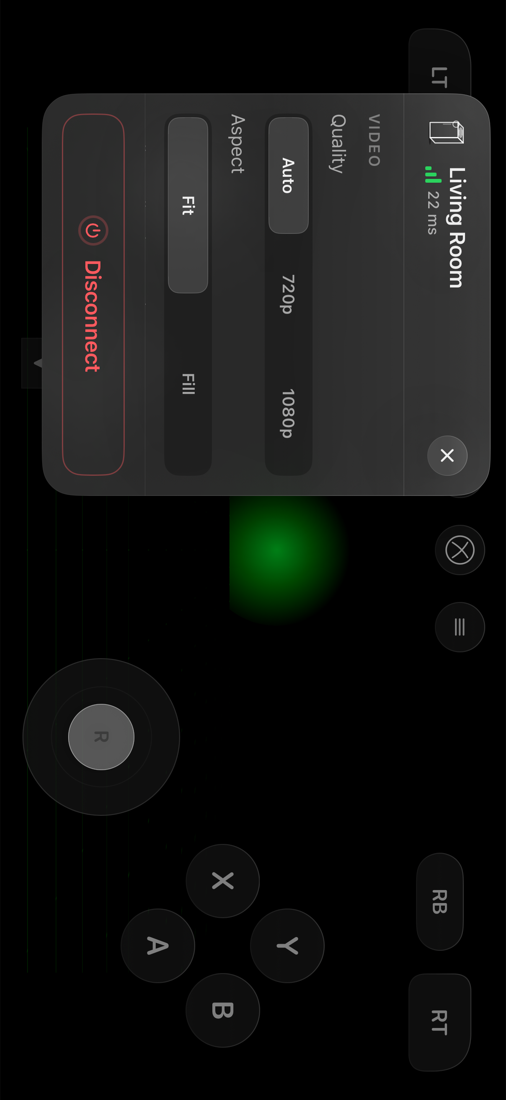 LT
Living Room
22 ms
VIDEO
Quality
Auto 720p 1080p
Aspect
Fit Fill
Disconnect
R
X
Y
A
B
RB
RT